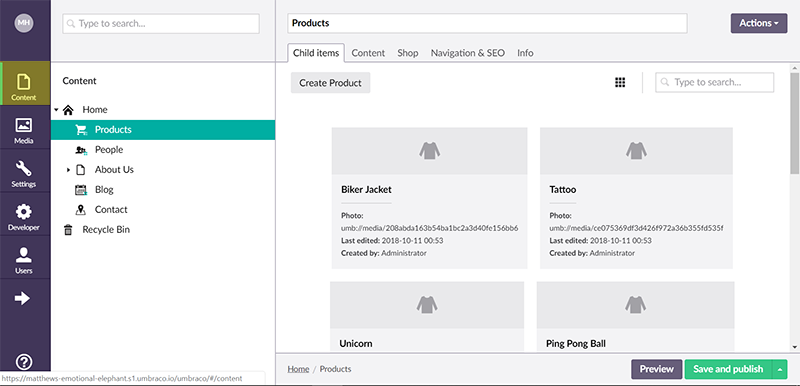 MH
Type to search...
Content
Media
Settings
Developer
Users
Content
Home
Products
People
About Us
Blog
Contact
Recycle Bin
https://matthews-emotional-elephant.s1.umbraco.io/umbraco/#/content
Products
Actions
Child items Content Shop Navigation & SEO Info
Create Product
Type to search...
Biker Jacket
Photo:
umb://media/208abda163b54ba1bc2a3d40fe156bb6
Last edited: 2018-10-11 00:53
Created by: Administrator
Tattoo
Photo:
umb://media/ce075369df3d426f972a36b355fd535f
Last edited: 2018-10-11 00:53
Created by: Administrator
Unicorn
Ping Pong Ball
Home / Products
Preview
Save and publish